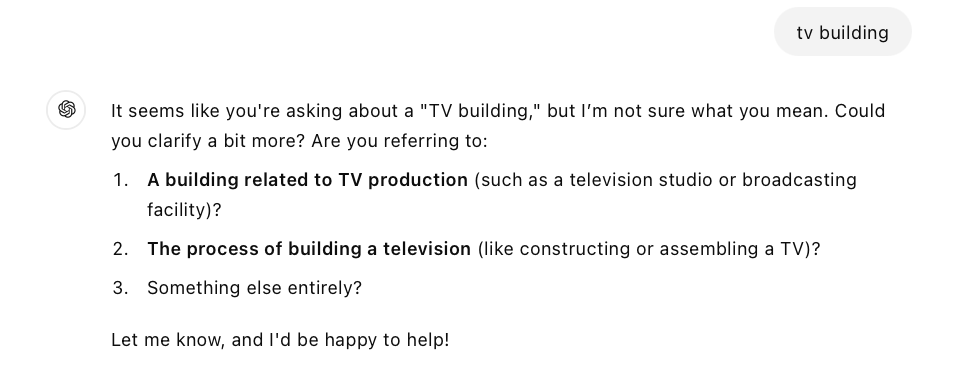 tv building
It seems like you're asking about a "TV building," but I’m not sure what you mean. Could
you clarify a bit more? Are you referring to:
1. A building related to TV production (such as a television studio or broadcasting
facility)?
2. The process of building a television (like constructing or assembling a TV)?
3. Something else entirely?
Let me know, and I'd be happy to help!